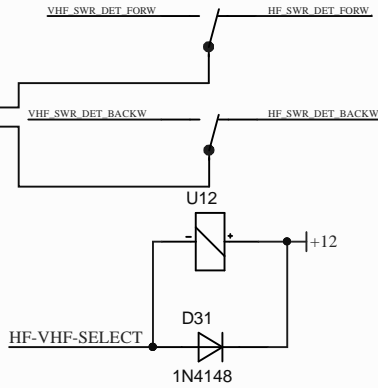 VHF_SWR_DET_FORW HF_SWR_DET_FORW
VHF_SWR_DET_BACKW HF_SWR_DET_BACKW
U12
- +
+12
D31
HF-VHF-SELECT
1N4148